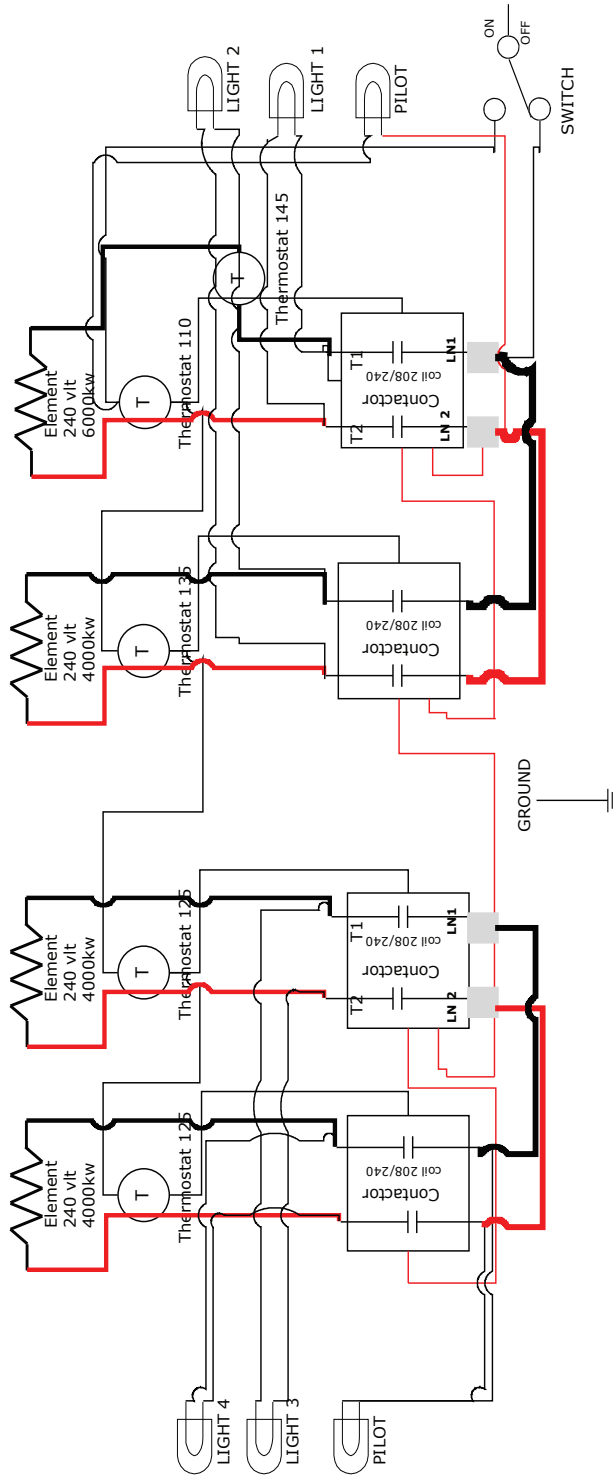 Element
240 vlt
4000kw
Element
240 vlt
4000kw
Element
240 vlt
4000kw
Element
240 vlt
6000kw
T
T
T
T
Thermostat 125
Thermostat 125
Thermostat 135
Thermostat 110
LIGHT 4
T
LIGHT 2
LIGHT 3
Thermostat 145
LIGHT 1
PILOT
T2
T1
T2
T1
PILOT
coil 208/240
Contactor
coil 208/240
Contactor
coil 208/240
Contactor
coil 208/240
Contactor
LN 2
LN1
LN 2
LN1
GROUND
ON
OFF
SWITCH